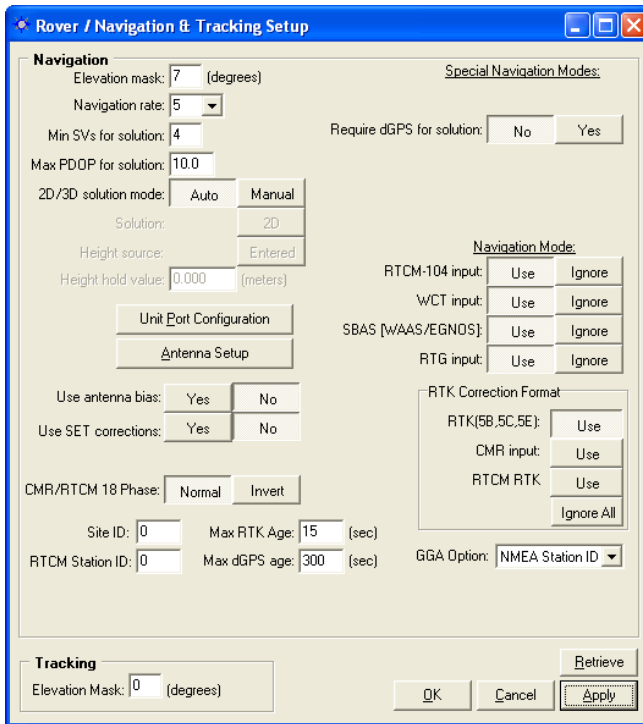 Rover / Navigation & Tracking Setup
Navigation
Elevation mask: 7 (degrees)
Special Navigation Modes:
Navigation rate: 5
Min SVs for solution: 4
Require dGPS for solution: No Yes
Max PDOP for solution: 10.0
2D/3D solution mode: Auto Manual
Solution: 2D
Height source: Entered
Navigation Mode:
Height hold value: 0.000 (meters)
RTCM-104 input: Use Ignore
WCT input: Use Ignore
Unit Port Configuration
SBAS [WAAS/EGNOS]: Use Ignore
Antenna Setup
RTG input: Use Ignore
Use antenna bias: Yes No
RTK Correction Format
RTK(5B,5C,5E): Use
Use SET corrections: Yes No
CMR input: Use
RTCM RTK Use
CMR/RTCM 18 Phase: Normal Invert
Ignore All
Site ID: 0 Max RTK Age: 15 (sec)
RTCM Station ID: 0 Max dGPS age: 300 (sec)
GGA Option: NMEA Station ID
Tracking
Elevation Mask: 0 (degrees)
Retrieve
OK Cancel Apply